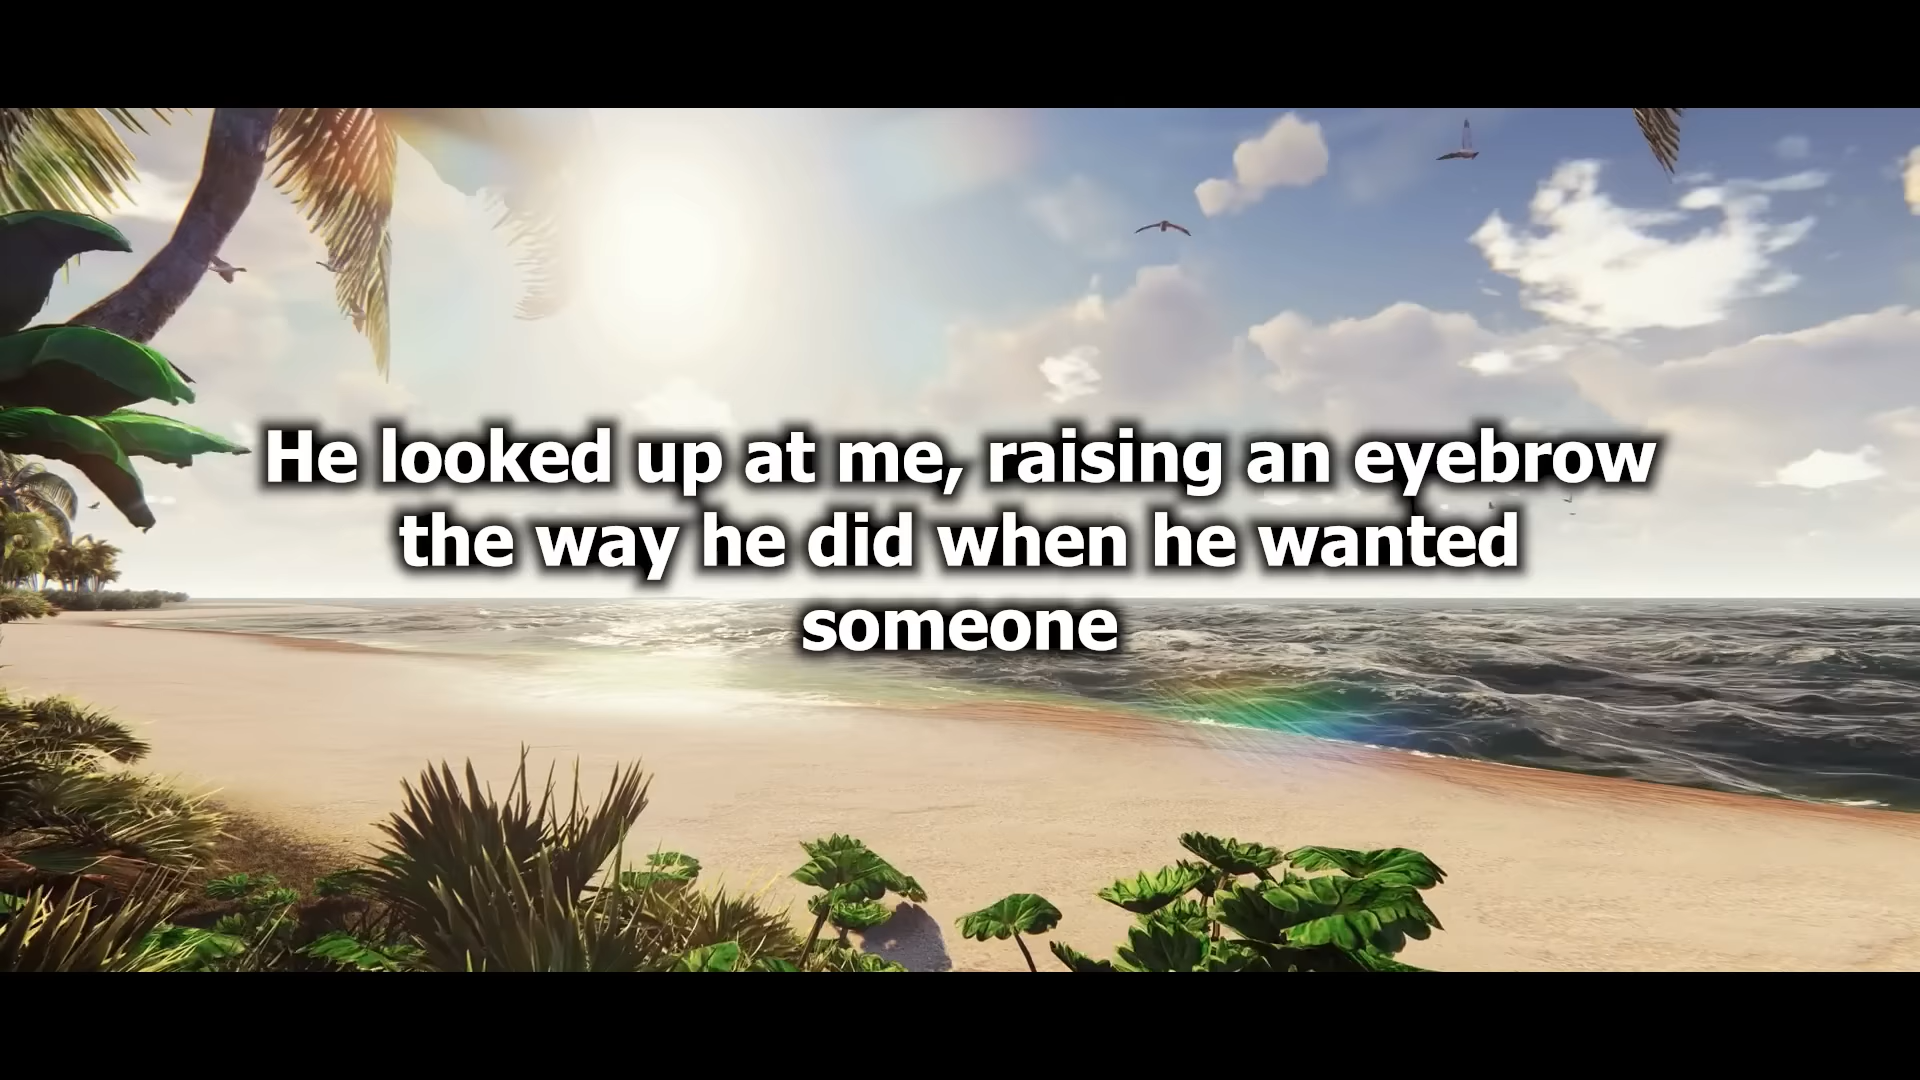 He looked up at me, raising an eyebrow
the way he did when he wanted
someone